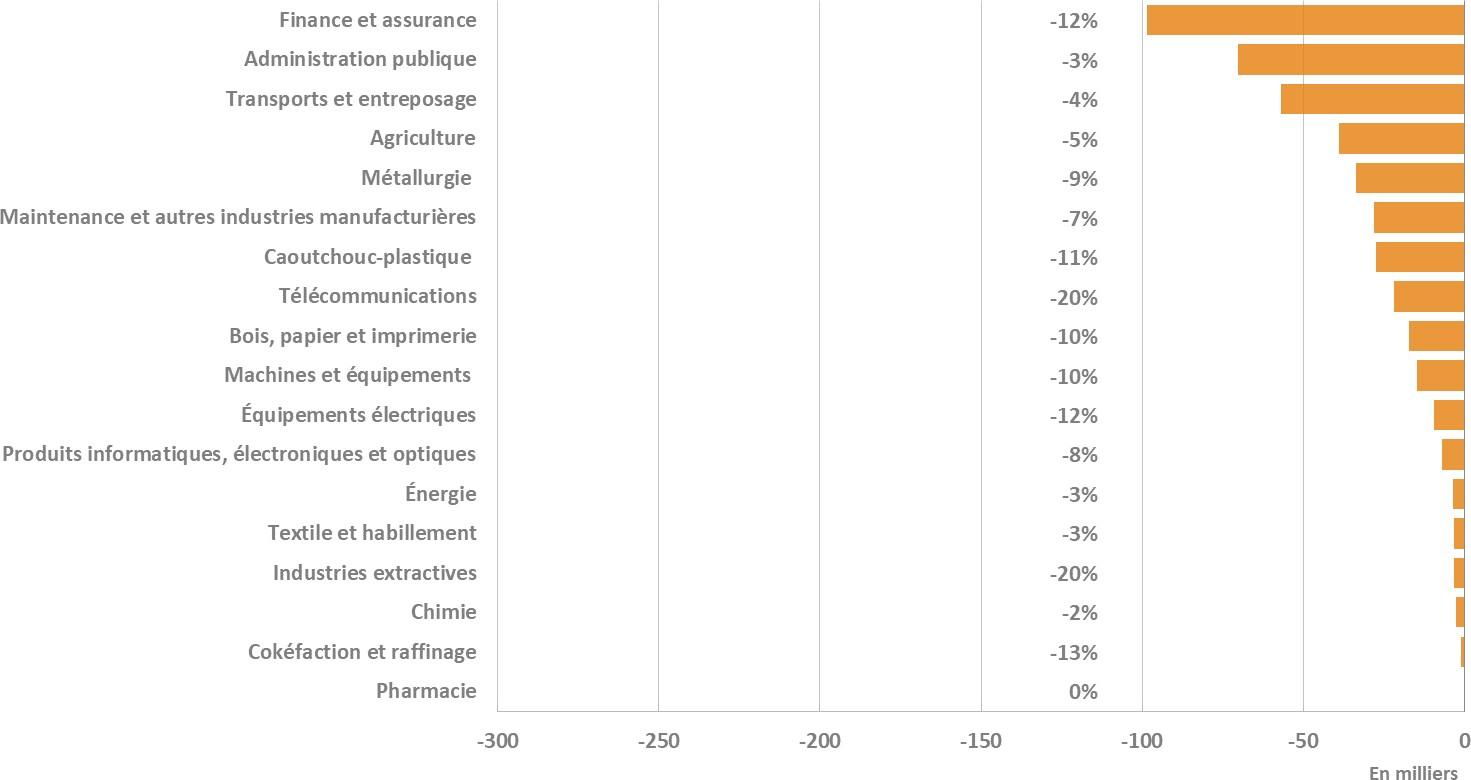 Finance et assurance -12%
Administration publique -3%
Transports et entreposage -4%
Agriculture -5%
Métallurgie -9%
Maintenance et autres industries manufacturières -7%
Caoutchouc-plastique -11%
Télécommunications -20%
Bois, papier et imprimerie -10%
Machines et équipements -10%
Équipements électriques -12%
Produits informatiques, électroniques et optiques -8%
Énergie -3%
Textile et habillement -3%
Industries extractives -20%
Chimie -2%
Cokéfaction et raffinage -13%
Pharmacie 0%
-300 -250 -200 -150 -100 -50 0
En milliers